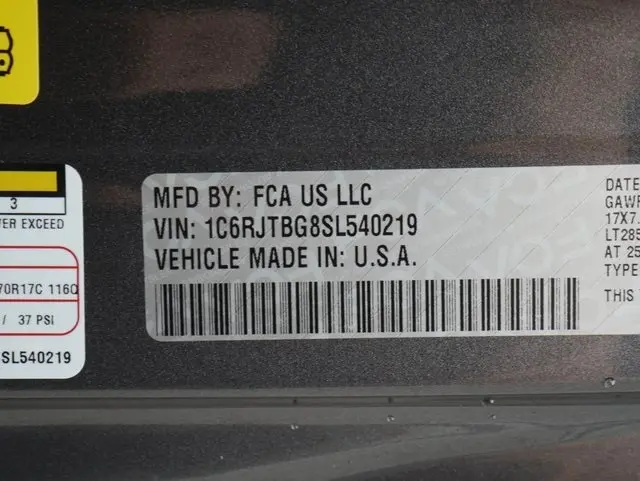 3
WER EXCEED
70R17C 116Q
/ 37 PSI
SL540219
MFD BY: FCA US LLC
VIN: 1C6RJTBG8SL540219
VEHICLE MADE IN: U.S.A.
DATE
GAWR
17X7.
LT285
AT 25
TYPE
THIS